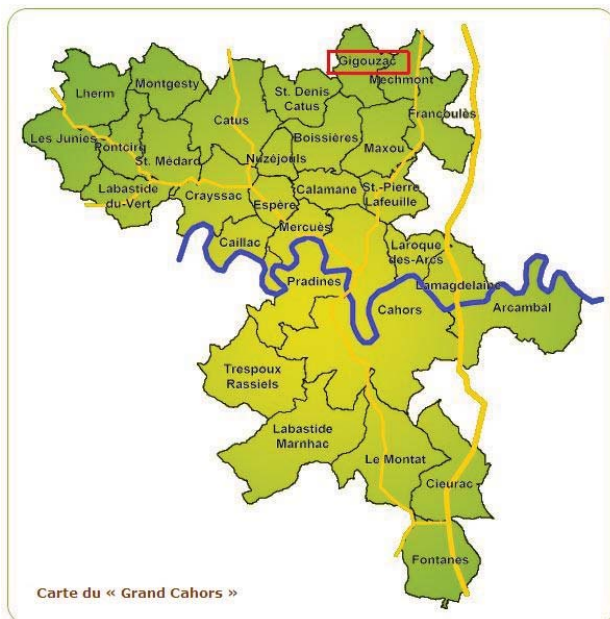 Gigouzac
Mechmont
Lherm
Montgesty
St. Denis
Catus
Francoulès
Catus
Boissières
Les Junies
Pontcirq
Maxou
St. Médard
Nuzéjouls
Labastide
du-Vert
Crayssac
Espère
Calamane
St.-Pierre
Lafeuille
Mercuès
Caillac
Laroque
des-Arcs
Pradines
Lamagdelaine
Cahors
Arcambal
Trespoux
Rassiels
Labastide
Marnhac
Le Montat
Cieurac
Fontanes
Carte du « Grand Cahors »